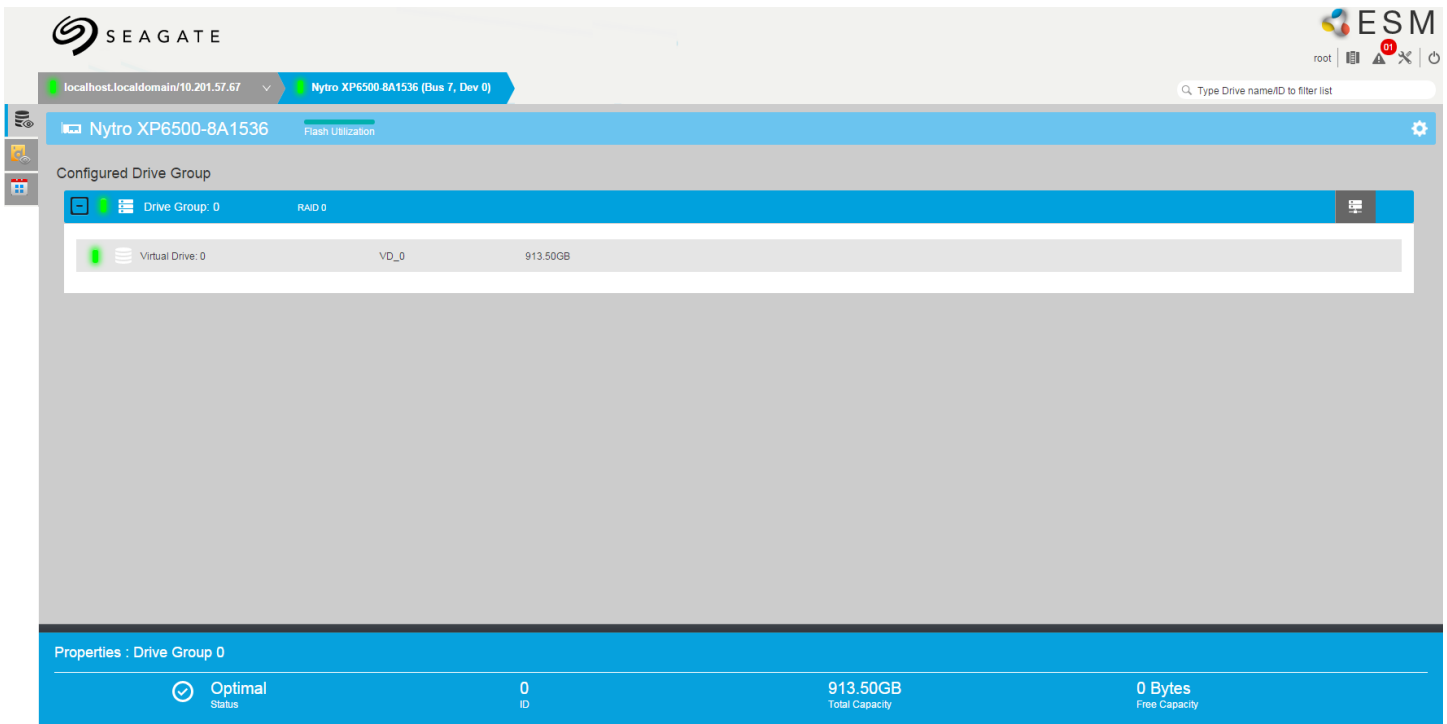 SEAGATE
ESM
root
01
localhost.localdomain/10.201.57.67
Nytro XP6500-8A1536 (Bus 7, Dev 0)
Type Drive name/ID to filter list
Nytro XP6500-8A1536
Flash Utilization
Configured Drive Group
Drive Group: 0
RAID 0
Virtual Drive: 0
VD_0
913.50GB
Properties : Drive Group 0
Optimal
Status
0
ID
913.50GB
Total Capacity
0 Bytes
Free Capacity